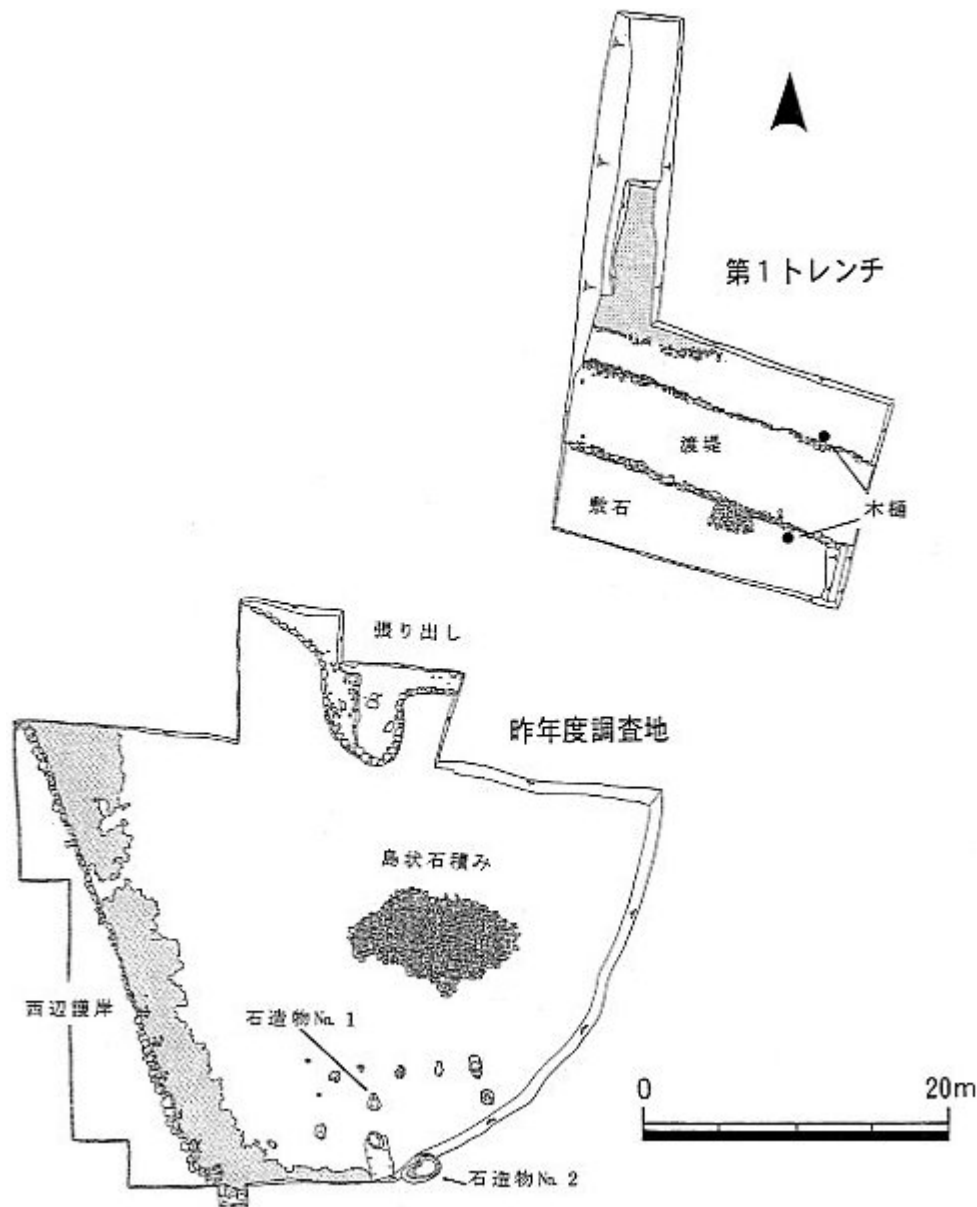 第1トレンチ
渡堤
敷石
木樋
張り出し
昨年度調査地
島状石積み
西辺護岸
石造物№1
石造物№2
0 20m